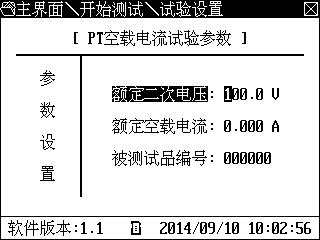 主界面\开始测试\试验设置
[ PT空载电流试验参数 ]
参数设置
额定二次电压: 100.0 V
额定空载电流: 0.000 A
被测试品编号: 000000
软件版本:1.1 2014/09/10 10:02:56